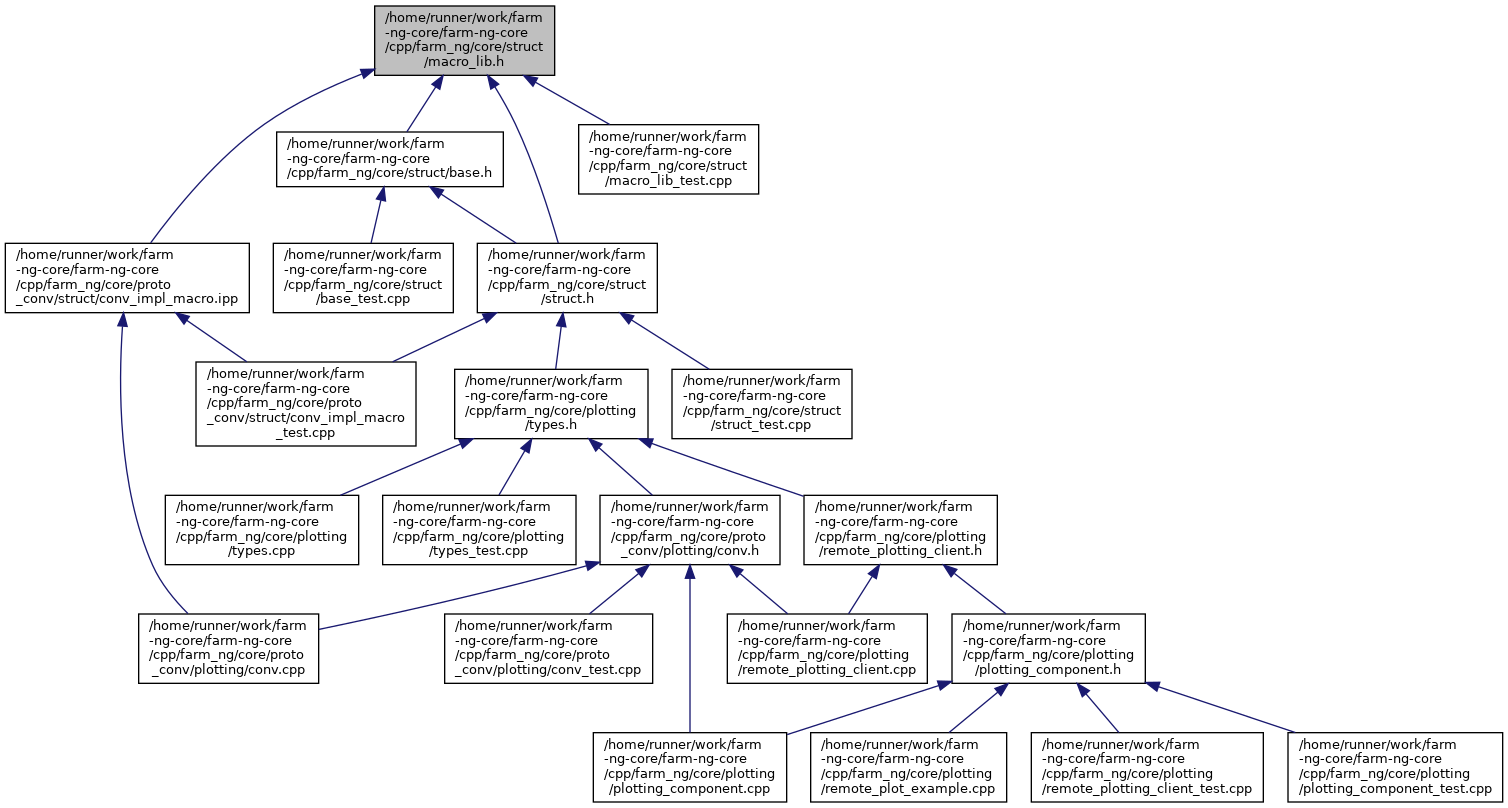 /home/runner/work/farm
-ng-core/farm-ng-core
/cpp/farm_ng/core/struct
/macro_lib.h
/home/runner/work/farm
-ng-core/farm-ng-core
/cpp/farm_ng/core/struct
/macro_lib_test.cpp
/home/runner/work/farm
-ng-core/farm-ng-core
/cpp/farm_ng/core/struct/base.h
/home/runner/work/farm
-ng-core/farm-ng-core
/cpp/farm_ng/core/proto
_conv/struct/conv_impl_macro.ipp
/home/runner/work/farm
-ng-core/farm-ng-core
/cpp/farm_ng/core/struct
/base_test.cpp
/home/runner/work/farm
-ng-core/farm-ng-core
/cpp/farm_ng/core/struct
/struct.h
/home/runner/work/farm
-ng-core/farm-ng-core
/cpp/farm_ng/core/proto
_conv/struct/conv_impl_macro
_test.cpp
/home/runner/work/farm
-ng-core/farm-ng-core
/cpp/farm_ng/core/plotting
/types.h
/home/runner/work/farm
-ng-core/farm-ng-core
/cpp/farm_ng/core/struct
/struct_test.cpp
/home/runner/work/farm
-ng-core/farm-ng-core
/cpp/farm_ng/core/plotting
/types.cpp
/home/runner/work/farm
-ng-core/farm-ng-core
/cpp/farm_ng/core/plotting
/types_test.cpp
/home/runner/work/farm
-ng-core/farm-ng-core
/cpp/farm_ng/core/proto
_conv/plotting/conv.h
/home/runner/work/farm
-ng-core/farm-ng-core
/cpp/farm_ng/core/plotting
/remote_plotting_client.h
/home/runner/work/farm
-ng-core/farm-ng-core
/cpp/farm_ng/core/proto
_conv/plotting/conv.cpp
/home/runner/work/farm
-ng-core/farm-ng-core
/cpp/farm_ng/core/proto
_conv/plotting/conv_test.cpp
/home/runner/work/farm
-ng-core/farm-ng-core
/cpp/farm_ng/core/plotting
/remote_plotting_client.cpp
/home/runner/work/farm
-ng-core/farm-ng-core
/cpp/farm_ng/core/plotting
/plotting_component.h
/home/runner/work/farm
-ng-core/farm-ng-core
/cpp/farm_ng/core/plotting
/plotting_component.cpp
/home/runner/work/farm
-ng-core/farm-ng-core
/cpp/farm_ng/core/plotting
/remote_plot_example.cpp
/home/runner/work/farm
-ng-core/farm-ng-core
/cpp/farm_ng/core/plotting
/remote_plotting_client_test.cpp
/home/runner/work/farm
-ng-core/farm-ng-core
/cpp/farm_ng/core/plotting
/plotting_component_test.cpp